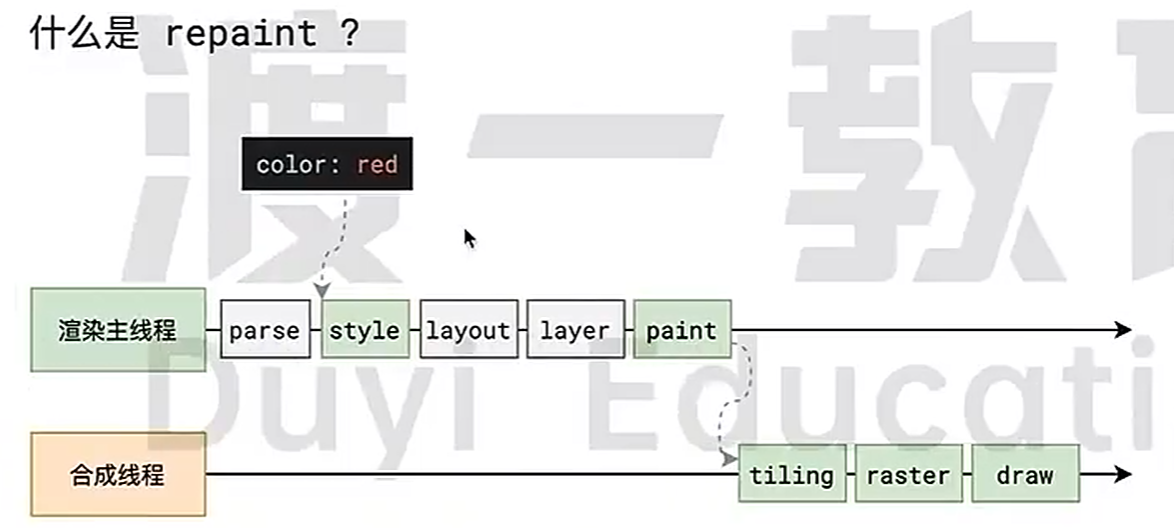 什么是 repaint ？
color: red
渲染主线程 parse style layout layer paint
合成线程 tiling raster draw
渡一教
Duyi Educati